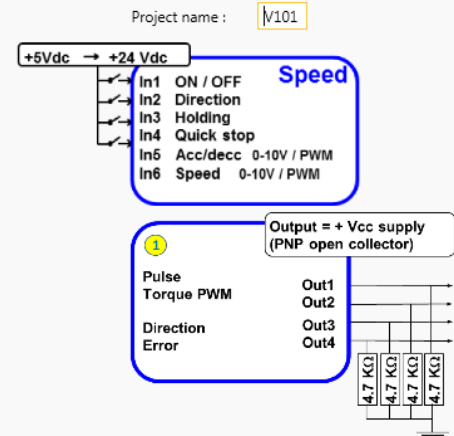 Project name : V101
+5Vdc → +24 Vdc
Speed
In1 ON / OFF
In2 Direction
In3 Holding
In4 Quick stop
In5 Acc/decc 0-10V / PWM
In6 Speed 0-10V / PWM
Output = + Vcc supply
(PNP open collector)
1
Pulse
Torque PWM
Direction
Error
Out1
Out2
Out3
Out4
4.7 KΩ
4.7 KΩ
4.7 KΩ
4.7 KΩ